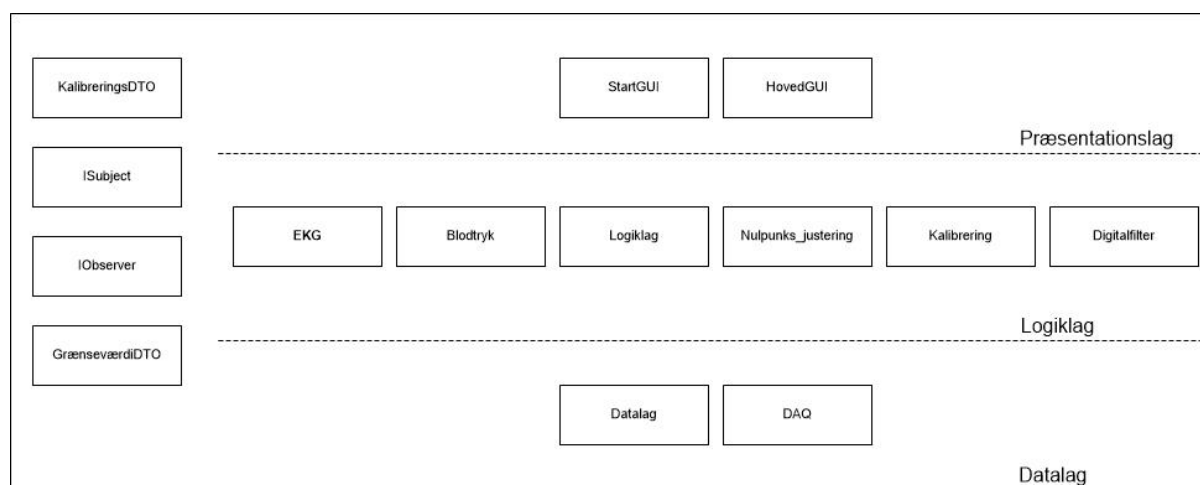 KalibreringsDTO
StartGUI
HovedGUI
Præsentationslag
ISubject
EKG
Blodtryk
Logiklag
Nulpunks_justering
Kalibrering
Digitalfilter
IObserver
Logiklag
GrænseværdiDTO
Datalag
DAQ
Datalag